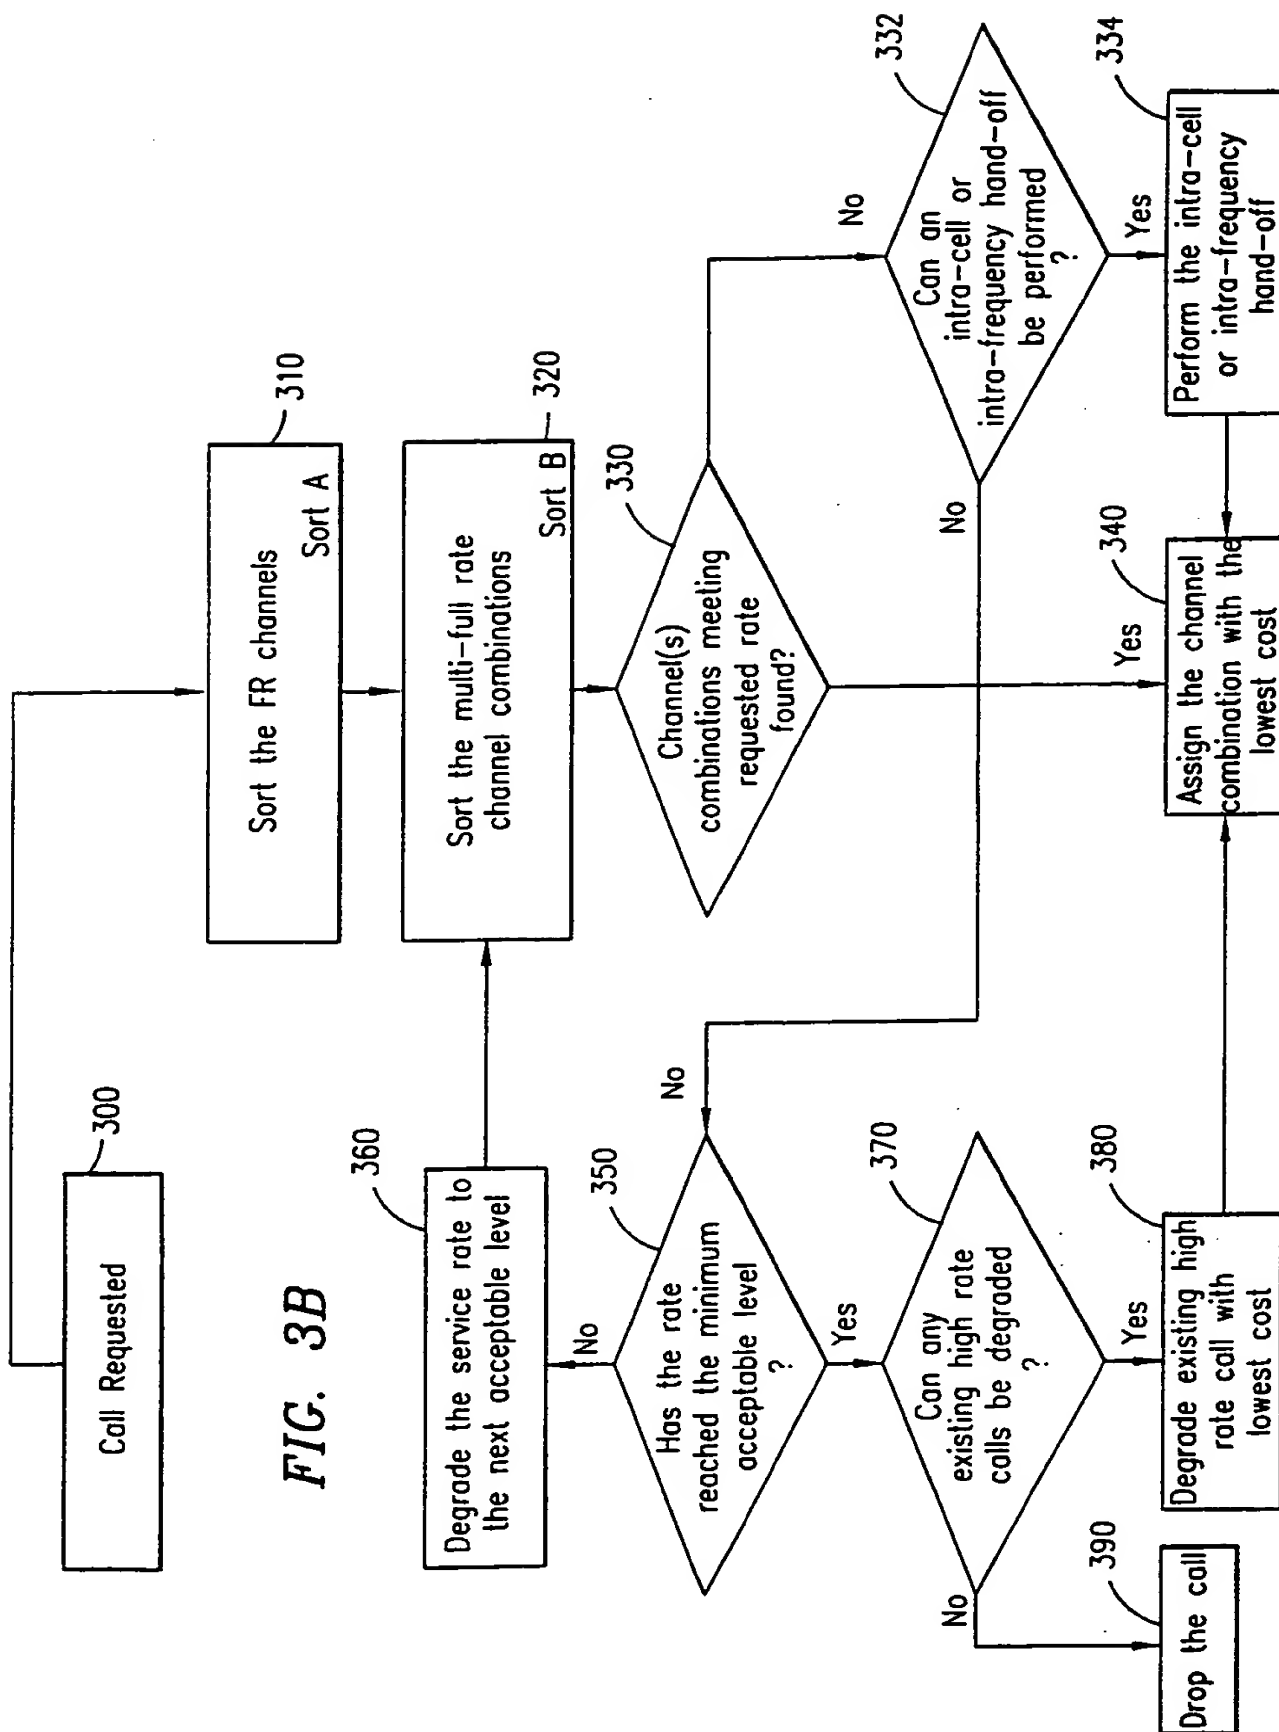 FIG. 3B
Call Requested
300
Sort the FR channels
Sort A
310
Sort the multi-full rate
channel combinations
Sort B
320
Channel(s)
combinations meeting
requested rate
found?
330
No
Yes
Can an
intra-cell or
intra-frequency hand-off
be performed
?
332
No
Yes
Perform the intra-cell
or intra-frequency
hand-off
334
Assign the channel
combination with the
lowest cost
340
Degrade the service rate to
the next acceptable level
360
No
No
Has the rate
reached the minimum
acceptable level
?
350
Yes
Can any
existing high rate
calls be degraded
?
370
No
Yes
Degrade existing high
rate call with
lowest cost
380
Drop the call
390